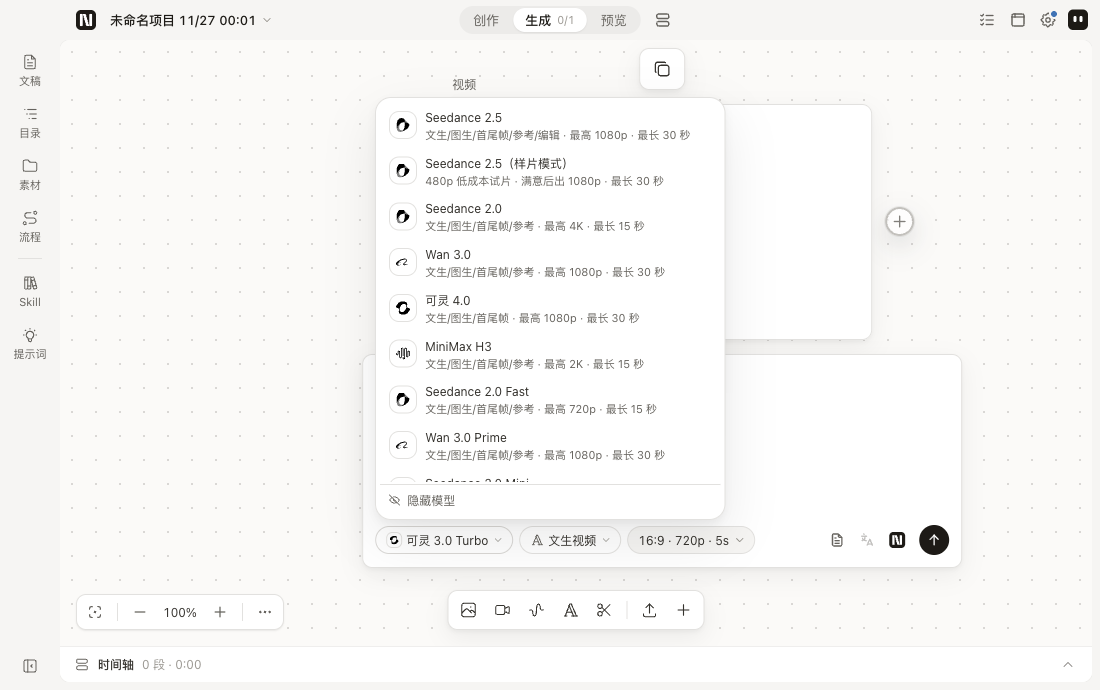 未命名项目 11/27 00:01
创作
生成 0/1
预览
文稿
目录
素材
流程
Skill
提示词
视频
Seedance 2.5
文生/图生/首尾帧/参考/编辑 · 最高 1080p · 最长 30 秒
Seedance 2.5（样片模式）
480p 低成本试片 · 满意后出 1080p · 最长 30 秒
Seedance 2.0
文生/图生/首尾帧/参考 · 最高 4K · 最长 15 秒
Wan 3.0
文生/图生/首尾帧/参考 · 最高 1080p · 最长 30 秒
可灵 4.0
文生/图生/首尾帧 · 最高 1080p · 最长 30 秒
MiniMax H3
文生/图生/首尾帧/参考 · 最高 2K · 最长 15 秒
Seedance 2.0 Fast
文生/图生/首尾帧/参考 · 最高 720p · 最长 15 秒
Wan 3.0 Prime
文生/图生/首尾帧/参考 · 最高 1080p · 最长 30 秒
隐藏模型
可灵 3.0 Turbo
文生视频
16:9 · 720p · 5s
100%
时间轴 0 段 · 0:00